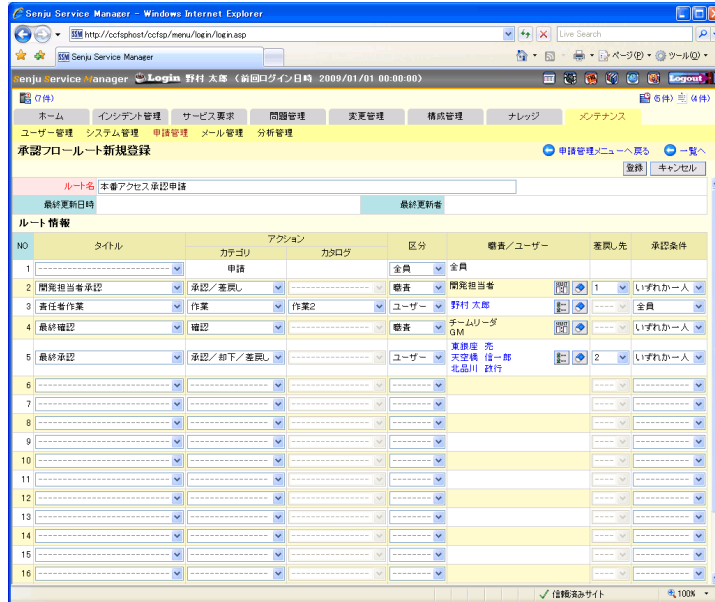 Senju Service Manager - Windows Internet Explorer
http://ccfsphost/ccfsp/menu/login/login.asp
Live Search
Senju Service Manager
ページ(P)
ツール(O)
Senju Service Manager Login 野村 太郎 (前回ログイン日時 2009/01/01 00:00:00)
Logout
(7件)
(5件)
(4件)
ホーム
インシデント管理
サービス要求
問題管理
変更管理
構成管理
ナレッジ
メンテナンス
ユーザー管理
システム管理
申請管理
メール管理
分析管理
承認フロールート新規登録
申請管理メニューへ戻る
一覧へ
登録
キャンセル
ルート名 本番アクセス承認申請
最終更新日時
最終更新者
ルート情報
NO タイトル アクション 区分 職責/ユーザー 差戻し先 承認条件
カテゴリ カタログ
1 申請 全員 全員
2 開発担当者承認 承認/差戻し 職責 開発担当者 1 いずれか一人
3 責任者作業 作業 作業2 ユーザー 野村 太郎 全員
4 最終確認 確認 職責 チームリーダ いずれか一人
GM
5 最終承認 承認/却下/差戻し ユーザー 東銀座 亮 2 いずれか一人
天空橋 信一郎
北品川 政行
6
7
8
9
10
11
12
13
14
15
16
信頼済みサイト
100%